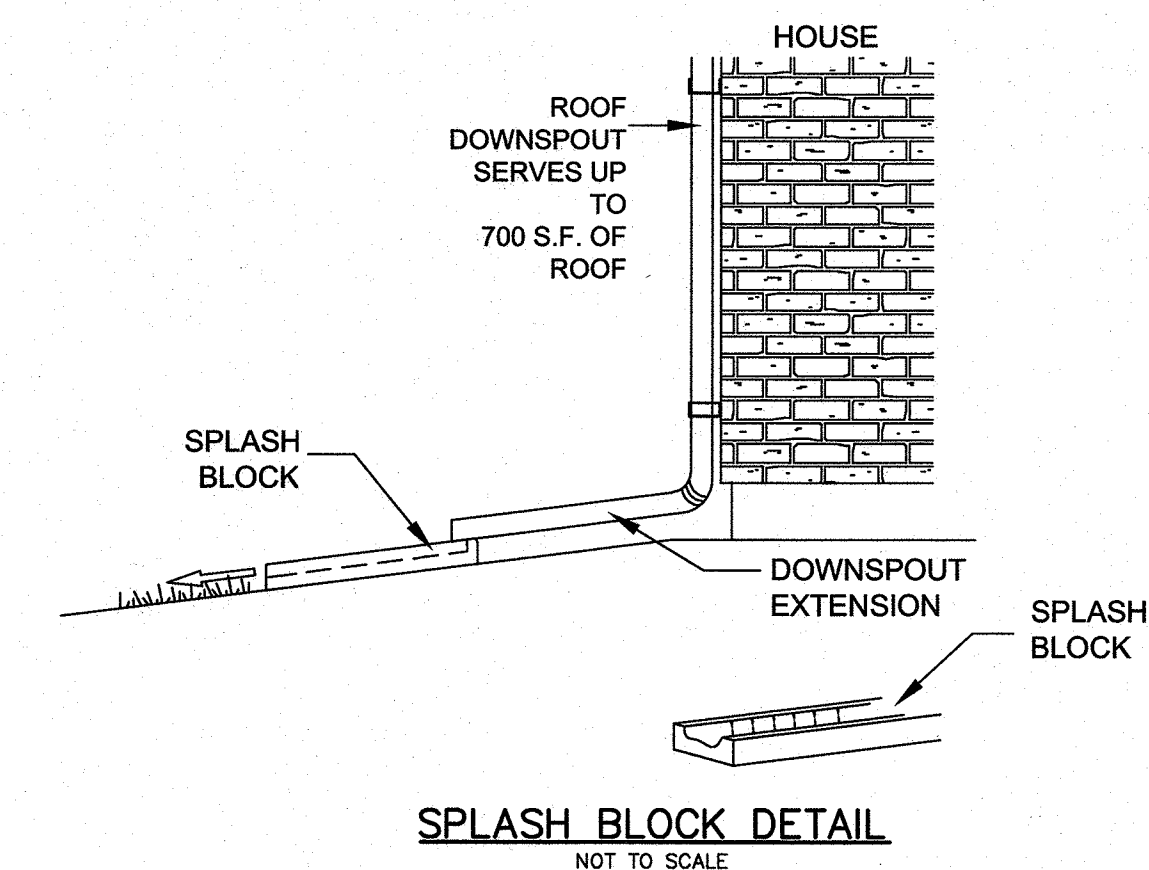 HOUSE
ROOF
DOWNSPOUT
SERVES UP
TO
700 S.F. OF
ROOF
SPLASH
BLOCK
DOWNSPOUT
EXTENSION
SPLASH
BLOCK
SPLASH BLOCK DETAIL
NOT TO SCALE